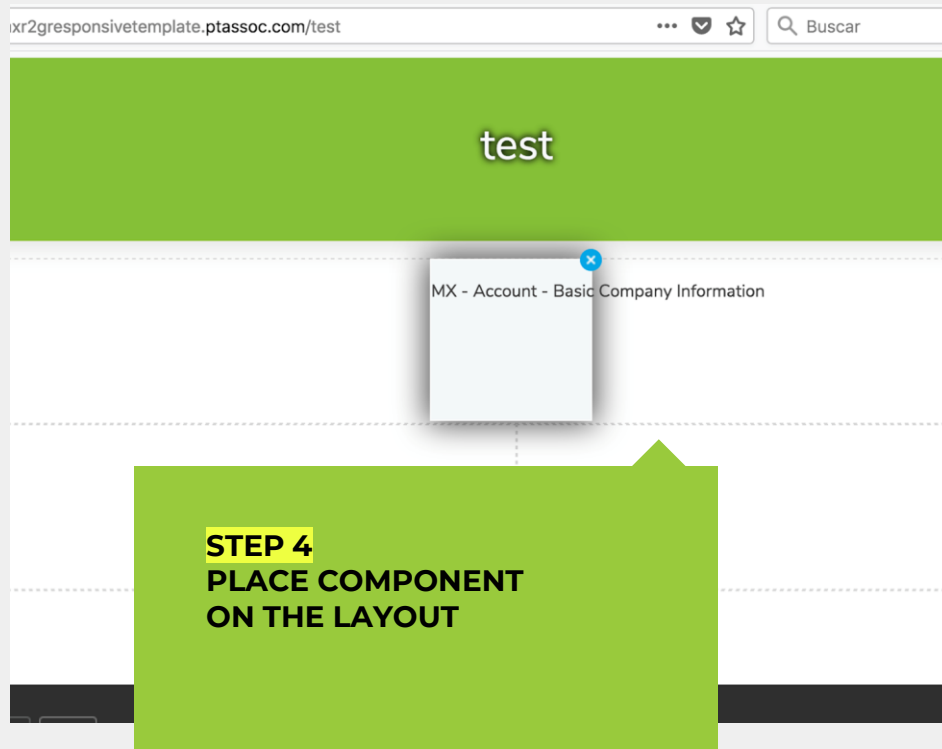 xr2gresponsivetemplate.ptassoc.com/test
Buscar
test
MX - Account - Basic Company Information
STEP 4
PLACE COMPONENT
ON THE LAYOUT